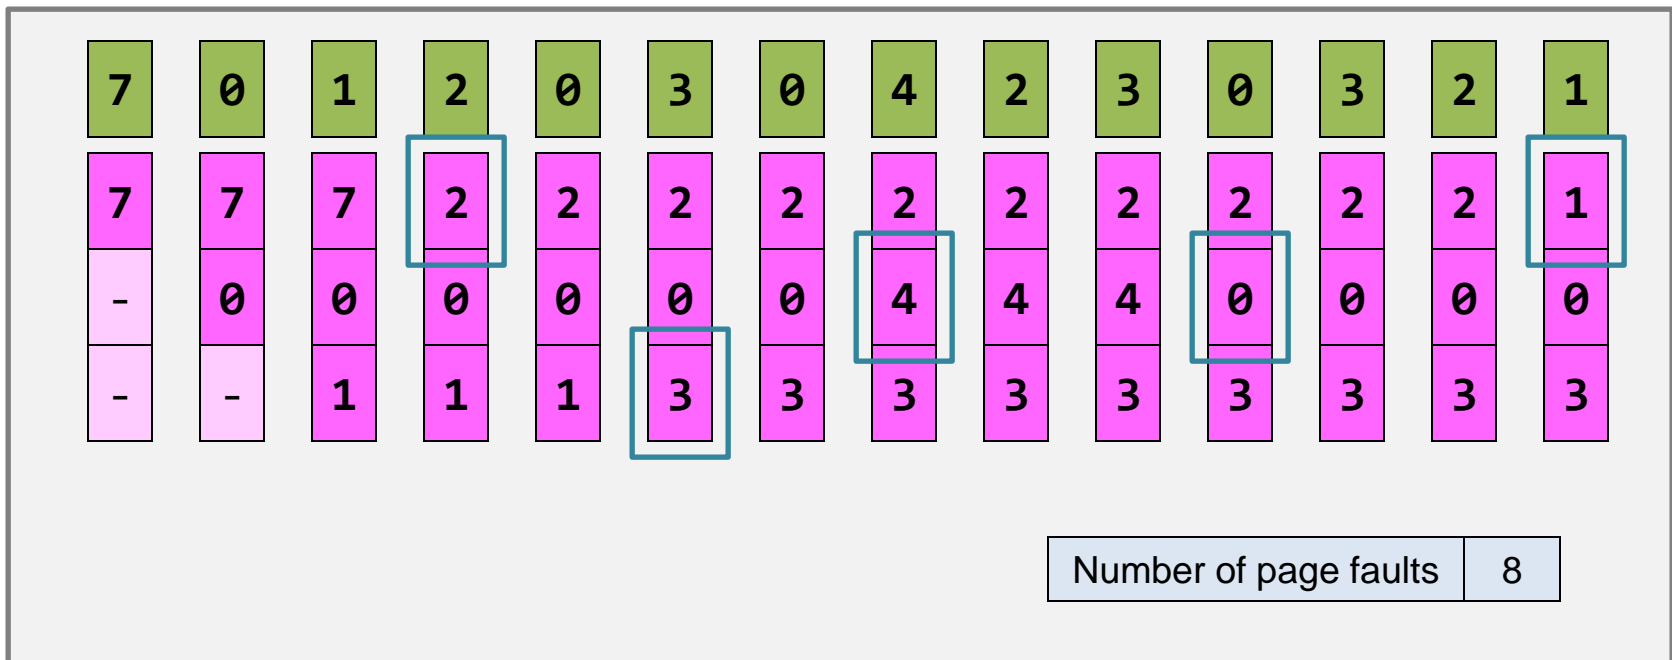 7 0 1 2 0 3 0 4 2 3 0 3 2 1
7 7 7 2 2 2 2 2 2 2 2 2 2 1
- 0 0 0 0 0 0 4 4 4 0 0 0 0
- - 1 1 1 3 3 3 3 3 3 3 3 3
Number of page faults 8